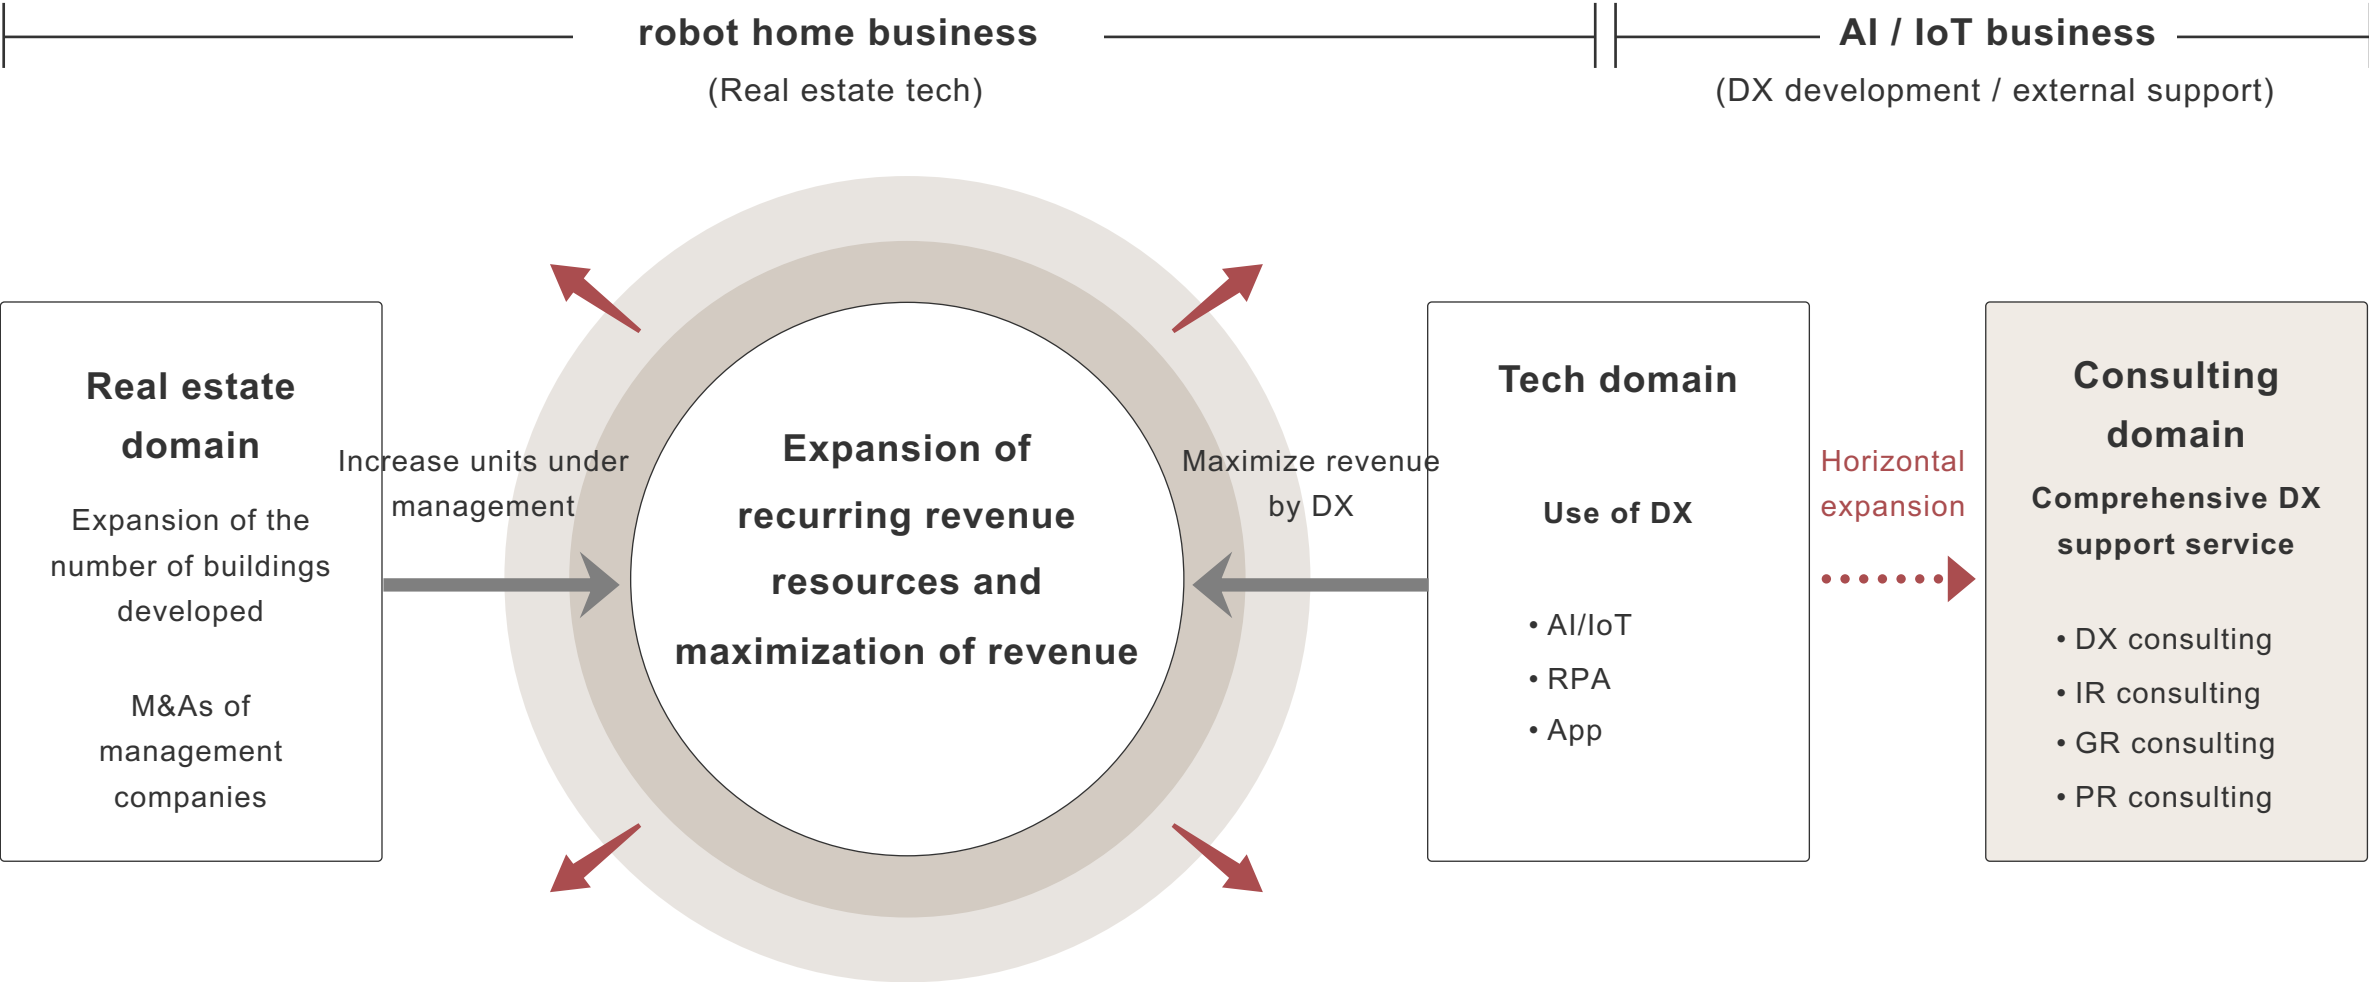 robot home business
(Real estate tech)
AI / IoT business
(DX development / external support)
Real estate
domain
Expansion of the
number of buildings
developed
M&As of
management
companies
Increase units under
management
Expansion of
recurring revenue
resources and
maximization of revenue
Maximize revenue
by DX
Tech domain
Use of DX
• AI/IoT
• RPA
• App
Horizontal
expansion
Consulting
domain
Comprehensive DX
support service
• DX consulting
• IR consulting
• GR consulting
• PR consulting